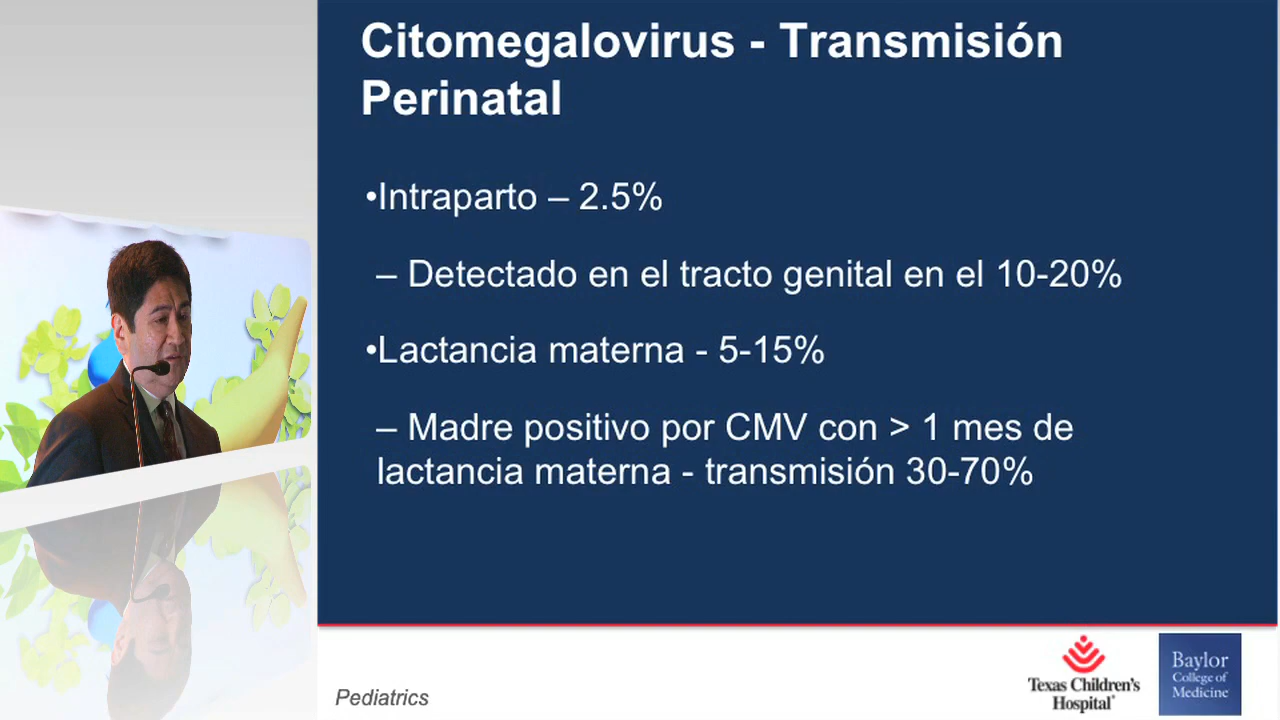 Citomegalovirus - Transmisión
Perinatal
•Intraparto – 2.5%
– Detectado en el tracto genital en el 10-20%
•Lactancia materna - 5-15%
– Madre positivo por CMV con > 1 mes de
lactancia materna - transmisión 30-70%
Pediatrics
Texas Children's
Hospital
Baylor
College of
Medicine